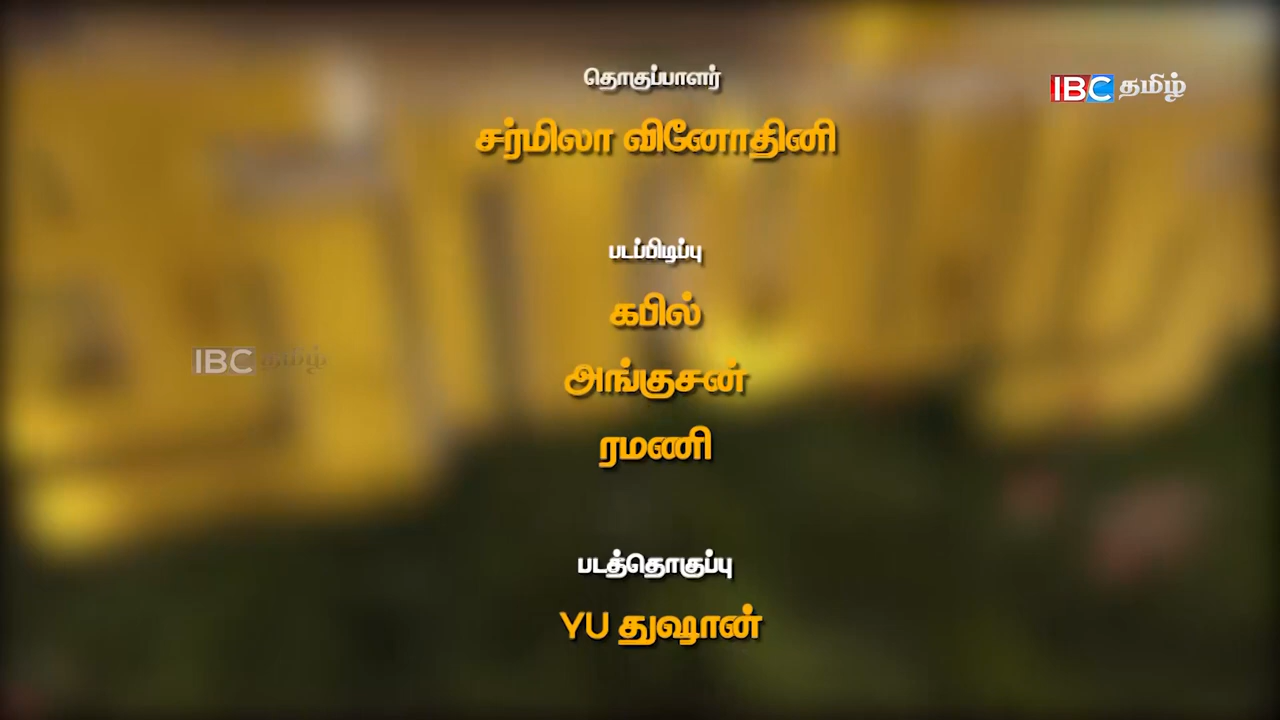 தொகுப்பாளர்
IBC தமிழ்
சர்மிலா வினோதினி
படப்பிடிப்பு
கபில்
IBC தமிழ்
அங்குசன்
ரமணி
படத்தொகுப்பு
YU துஷான்